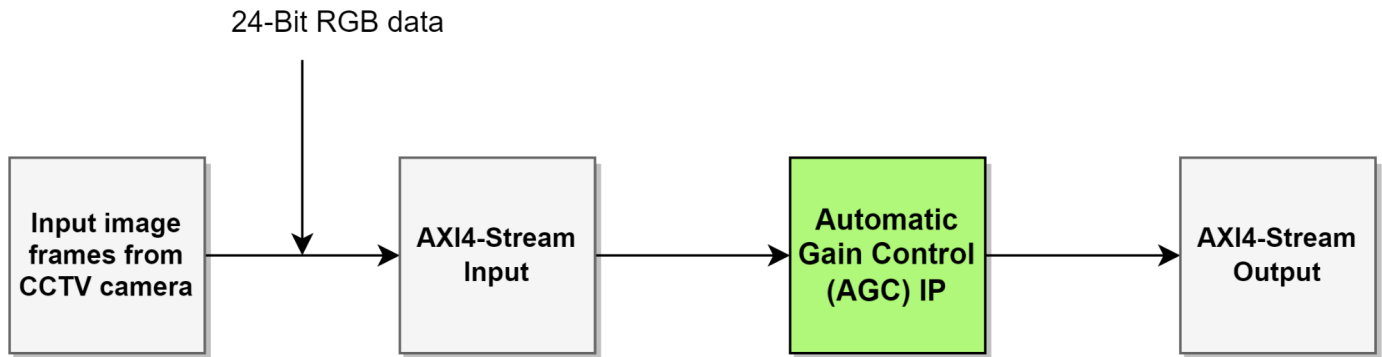 24-Bit RGB data
Input image
frames from
CCTV camera
AXI4-Stream
Input
Automatic
Gain Control
(AGC) IP
AXI4-Stream
Output